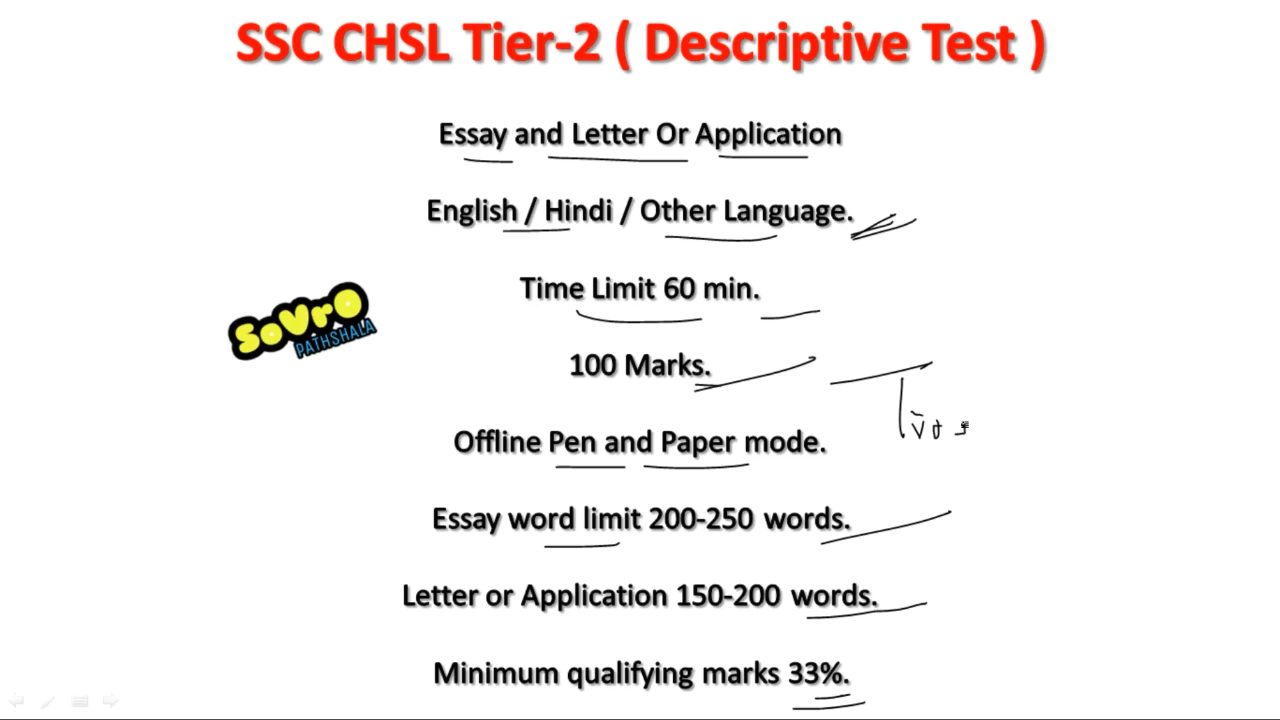 SSC CHSL Tier-2 ( Descriptive Test )
Essay and Letter Or Application
English / Hindi / Other Language.
Time Limit 60 min.
SoVrO
PATHSHALA
100 Marks.
Offline Pen and Paper mode.
Essay word limit 200-250 words.
Letter or Application 150-200 words.
Minimum qualifying marks 33%.